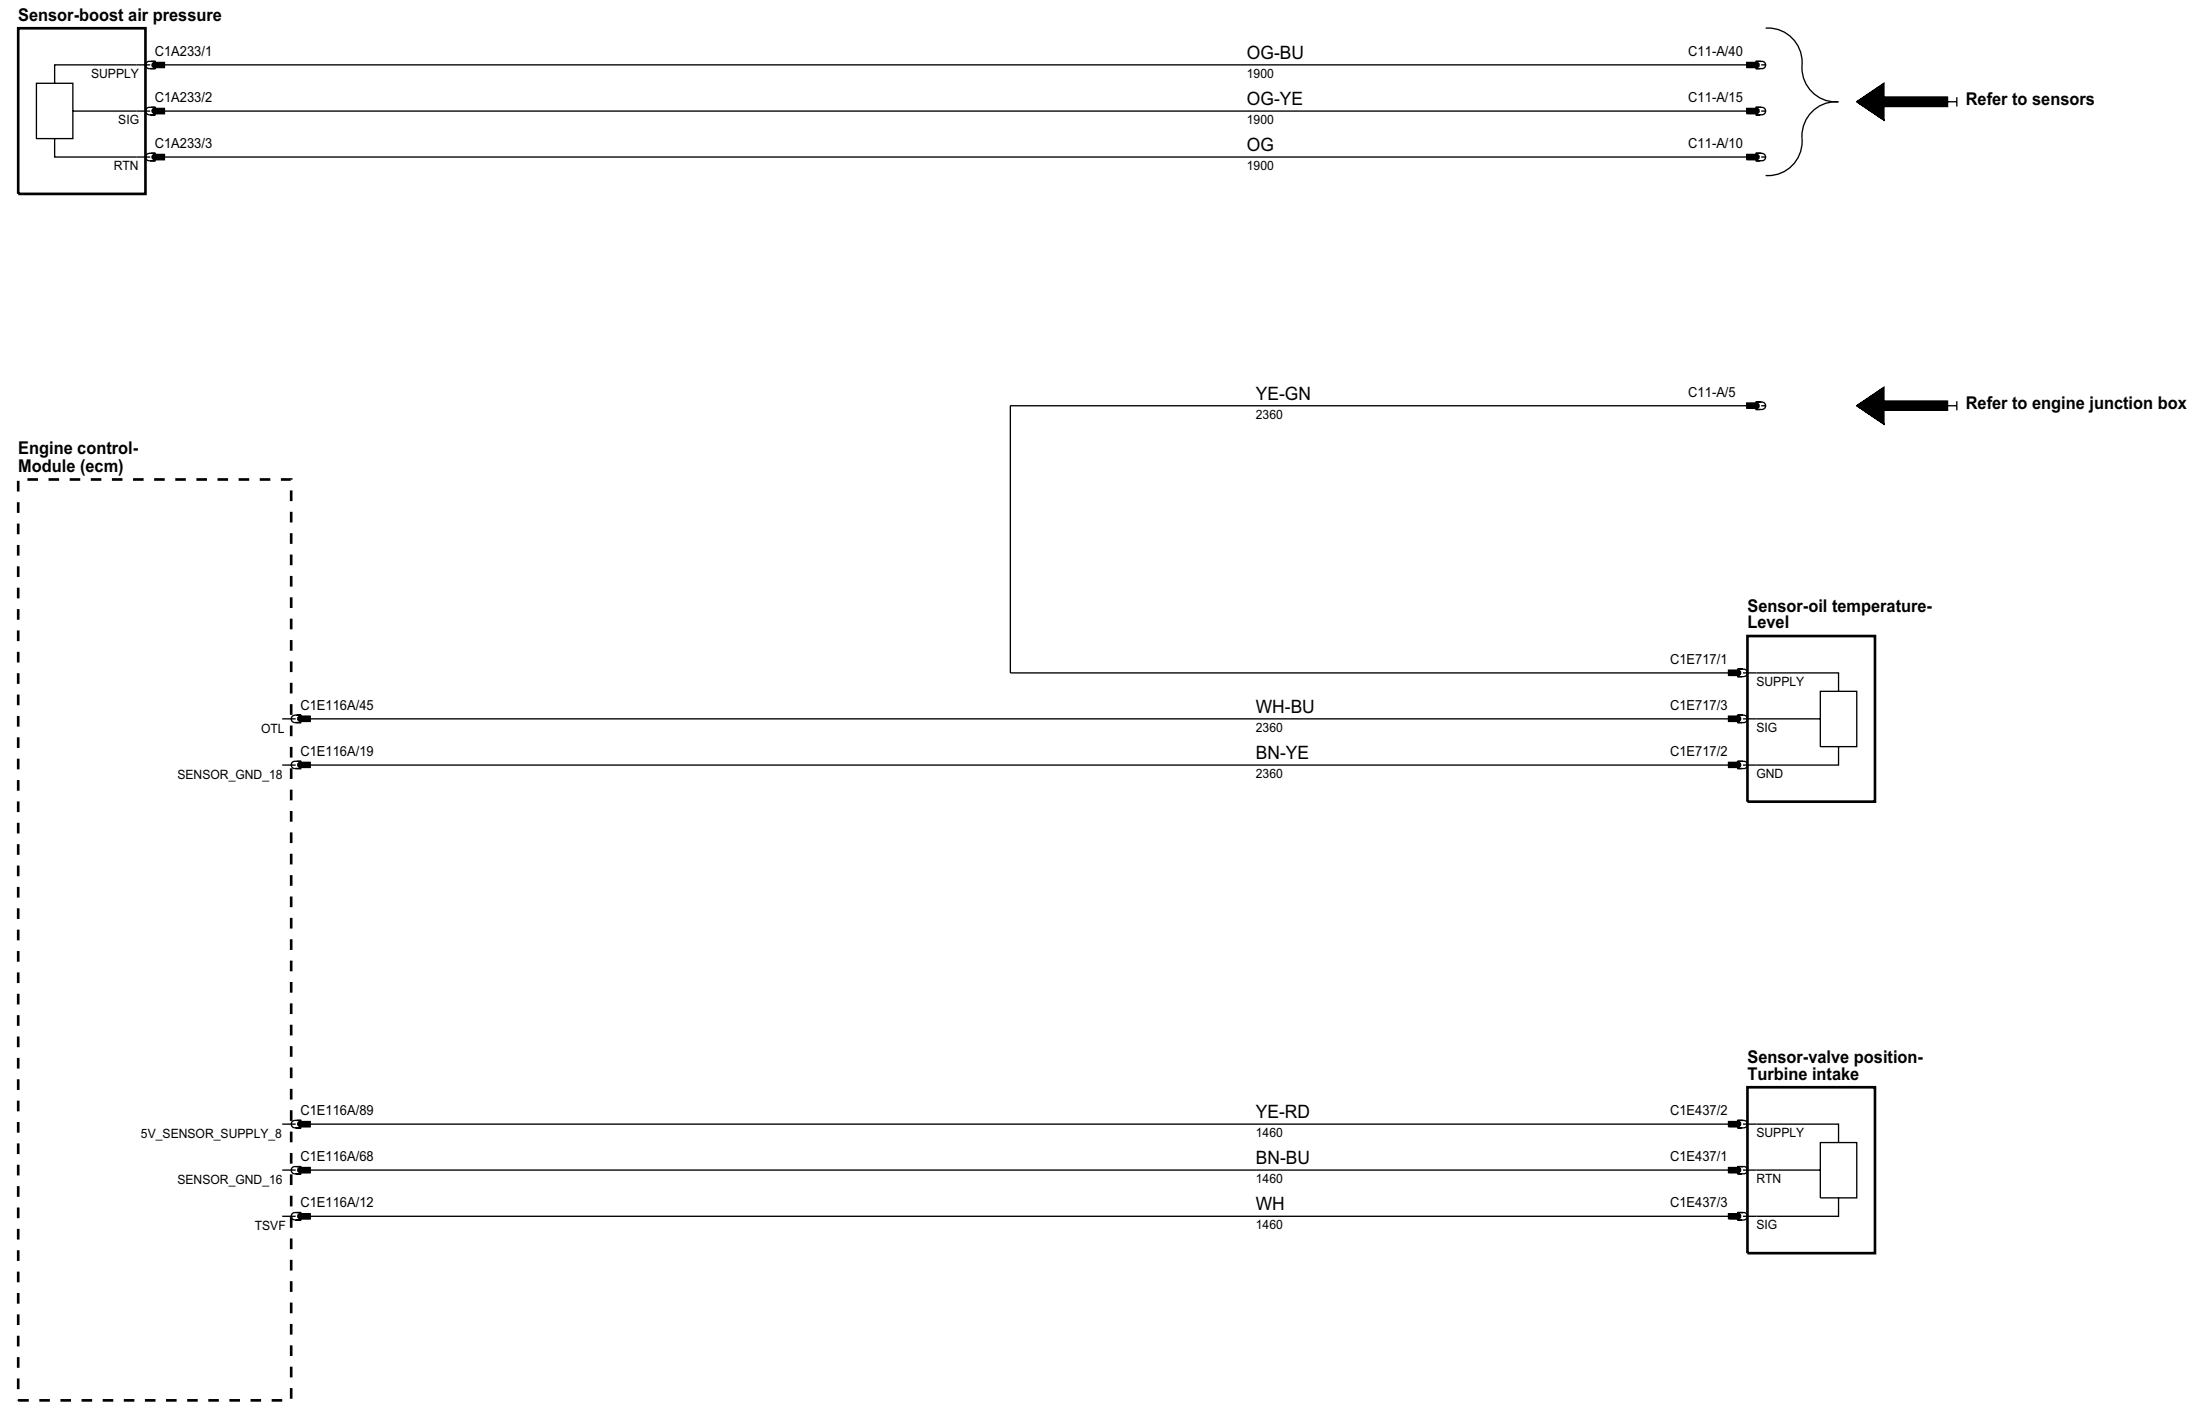 Sensor-boost air pressure
C1A233/1
OG-BU
C11-A/40
SUPPLY
1900
C1A233/2
OG-YE
C11-A/15
Refer to sensors
SIG
1900
C1A233/3
OG
C11-A/10
RTN
1900
YE-GN
C11-A/5
Refer to engine junction box
2360
Engine control-
Module (ecm)
Sensor-oil temperature-
Level
C1E717/1
SUPPLY
C1E116A/45
WH-BU
C1E717/3
OTL
2360
SIG
C1E116A/19
BN-YE
C1E717/2
SENSOR_GND_18
2360
GND
Sensor-valve position-
Turbine intake
C1E116A/89
YE-RD
C1E437/2
5V_SENSOR_SUPPLY_8
1460
SUPPLY
C1E116A/68
BN-BU
C1E437/1
SENSOR_GND_16
1460
RTN
C1E116A/12
WH
C1E437/3
TSVF
1460
SIG